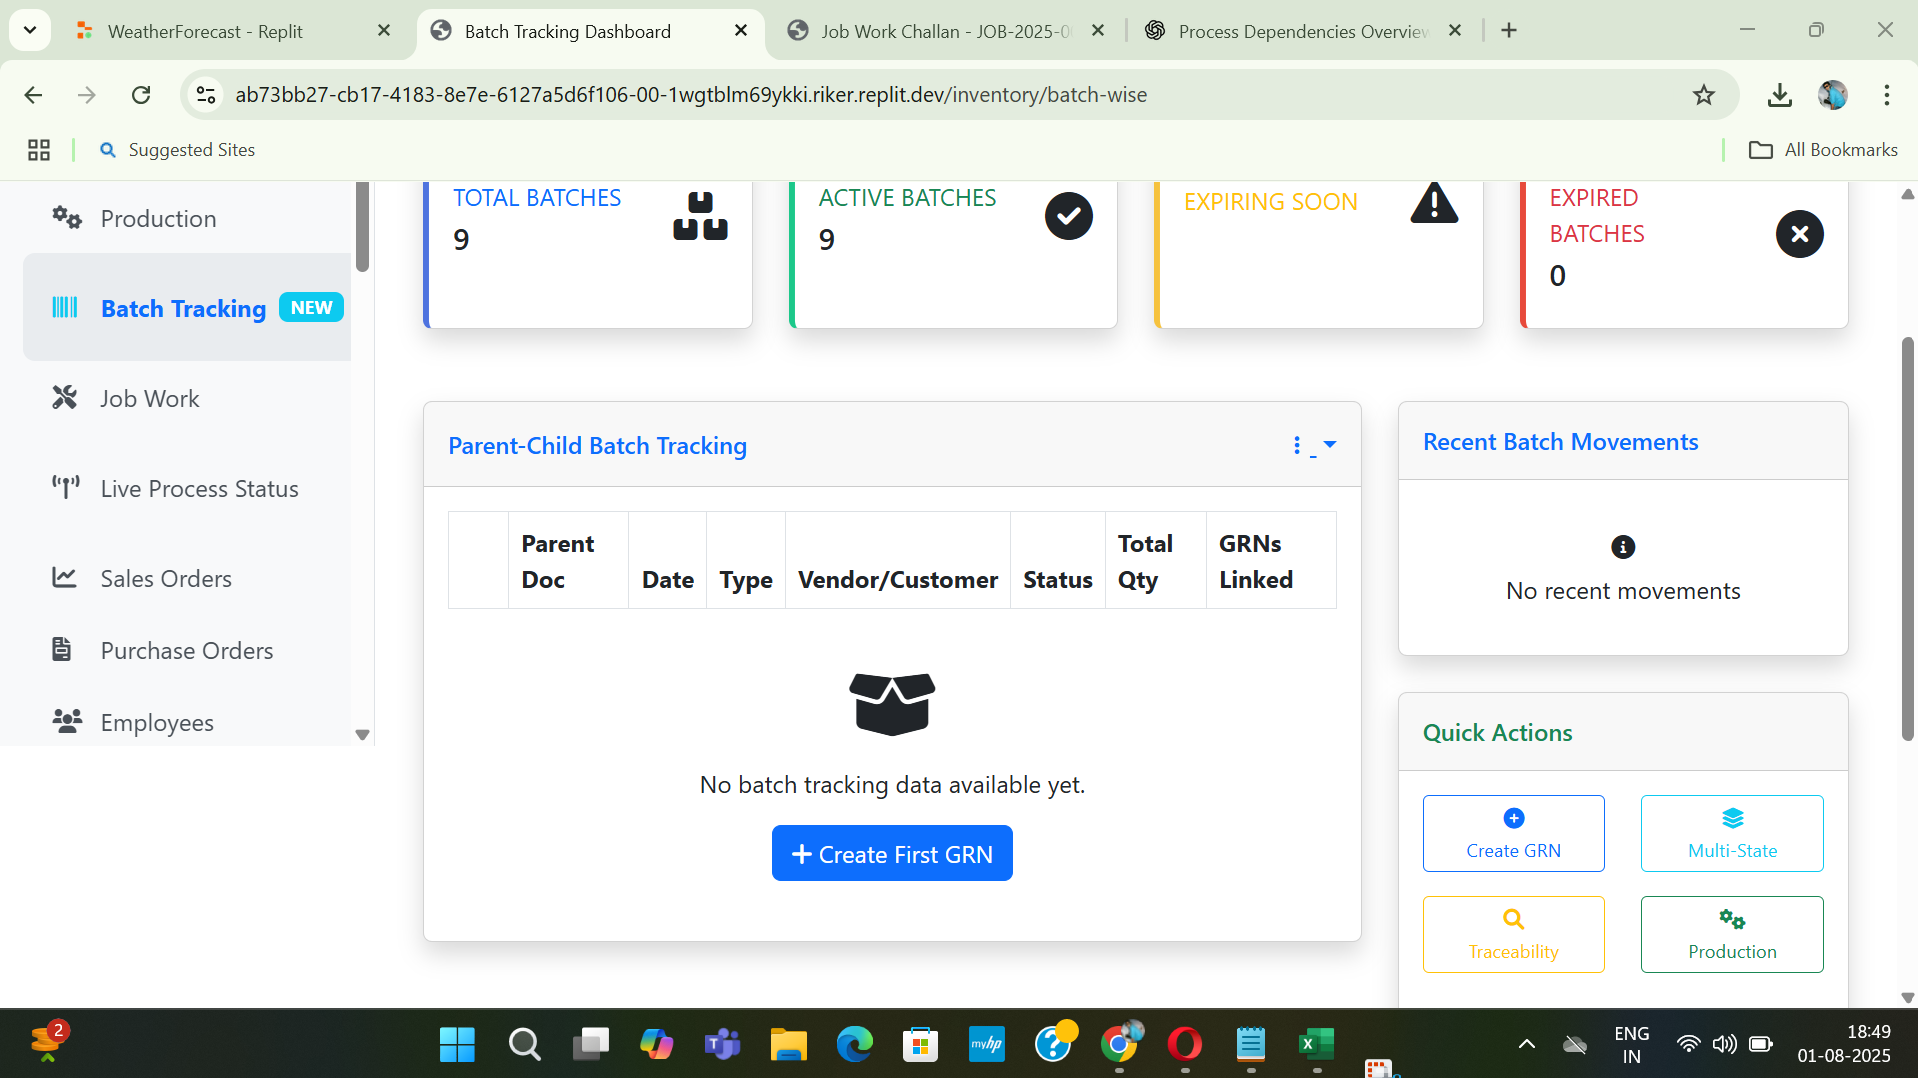 WeatherForecast - Replit
Batch Tracking Dashboard
Job Work Challan - JOB-2025-0
Process Dependencies Overview
ab73bb27-cb17-4183-8e7e-6127a5d6f106-00-1wgtblm69ykki.riker.replit.dev/inventory/batch-wise
Suggested Sites
All Bookmarks
Production
Batch Tracking NEW
Job Work
Live Process Status
Sales Orders
Purchase Orders
Employees
TOTAL BATCHES
9
ACTIVE BATCHES
9
EXPIRING SOON
EXPIRED
BATCHES
0
Parent-Child Batch Tracking
Parent
Doc
Date
Type
Vendor/Customer
Status
Total
Qty
GRNs
Linked
No batch tracking data available yet.
Create First GRN
Recent Batch Movements
No recent movements
Quick Actions
Create GRN
Multi-State
Traceability
Production
2
T
myhp
X
ENG
IN
18:49
01-08-2025